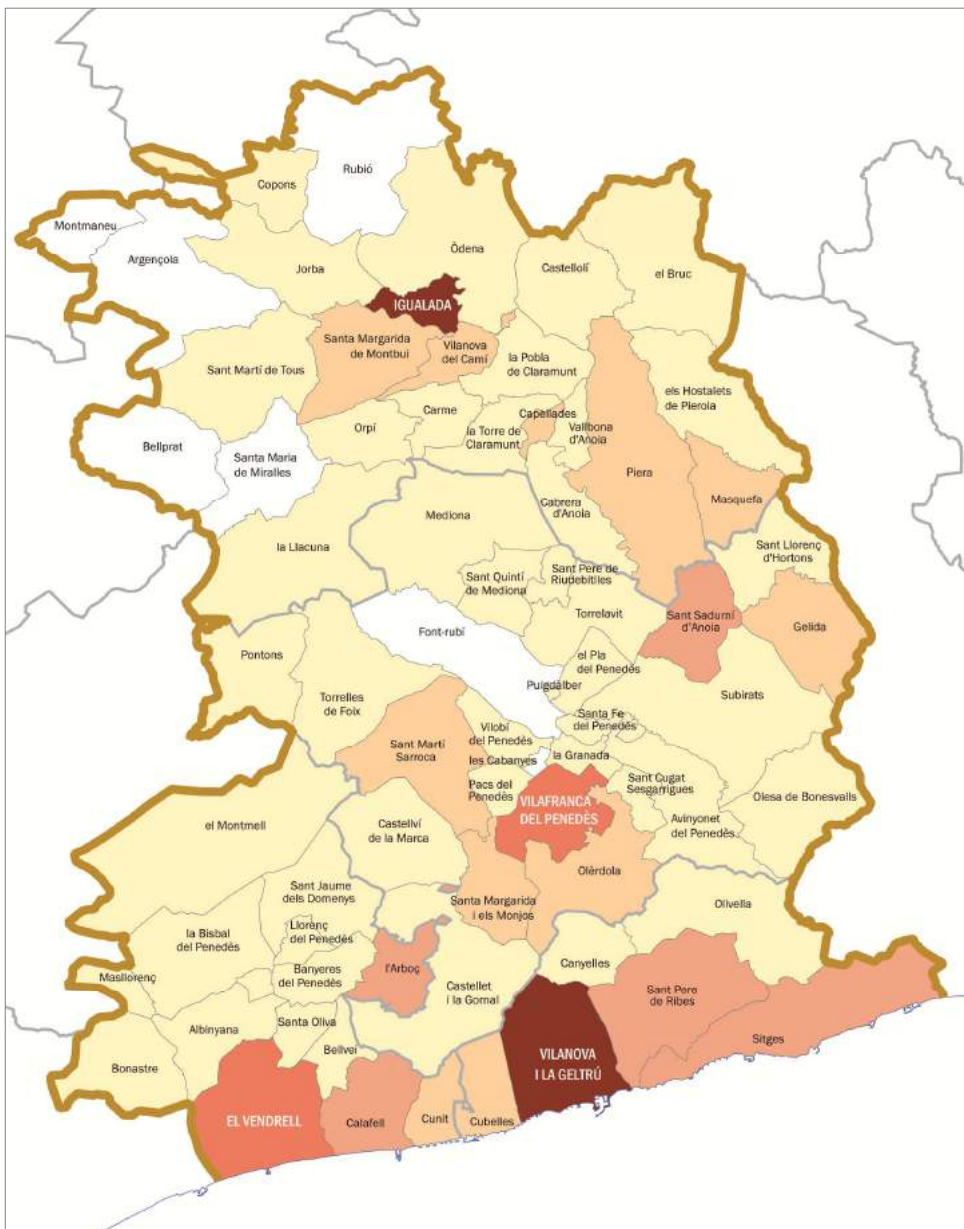 Rubió
Copons
Montmaneu
Argençola
Jorba
Òdena
Castellolí
el Bruc
IGUALADA
Santa Margarida
de Montbui
Vilanova
del Camí
la Pobla
de Claramunt
Sant Martí de Tous
els Hostalets
de Pierola
Orpí
Carme
la Torre de
Claramunt
Capellades
Vallbona
d'Anoia
Bellprat
Santa Maria
de Miralles
Piera
Masquefa
Cabrera
d'Anoia
Mediona
la Llacuna
Sant Llorenç
d'Hortons
Sant Quintí
de Mediona
Sant Pere de
Riudebitlles
Torrelavit
Sant Sadurní
d'Anoia
Gelida
Font-rubí
Pontons
el Pla
del Penedès
Puigdàlber
Torrelles
de Foix
Subirats
Santa Fe
del Penedès
Vilobí
del Penedès
Sant Martí
Sarroca
les Cabanyes
la Granada
Pacs del
Penedès
Sant Cugat
Sesgarrigues
VILAFRANCA
DEL PENEDÈS
Olesa de Bonesvalls
Avinyonet
del Penedès
el Montmell
Castellví
de la Marca
Olèrdola
Sant Jaume
dels Domenys
Santa Margarida
i els Monjos
Olivella
la Bisbal
del Penedès
Llorenç
del Penedès
Banyeres
del Penedès
l'Arboç
Canyelles
Masllorenç
Castellet
i la Gornal
Sant Pere
de Ribes
Albinyana
Santa Oliva
Bellvei
Sitges
Bonastre
VILANOVA
I LA GELTRÚ
EL VENDRELL
Calafell
Cunit
Cubelles